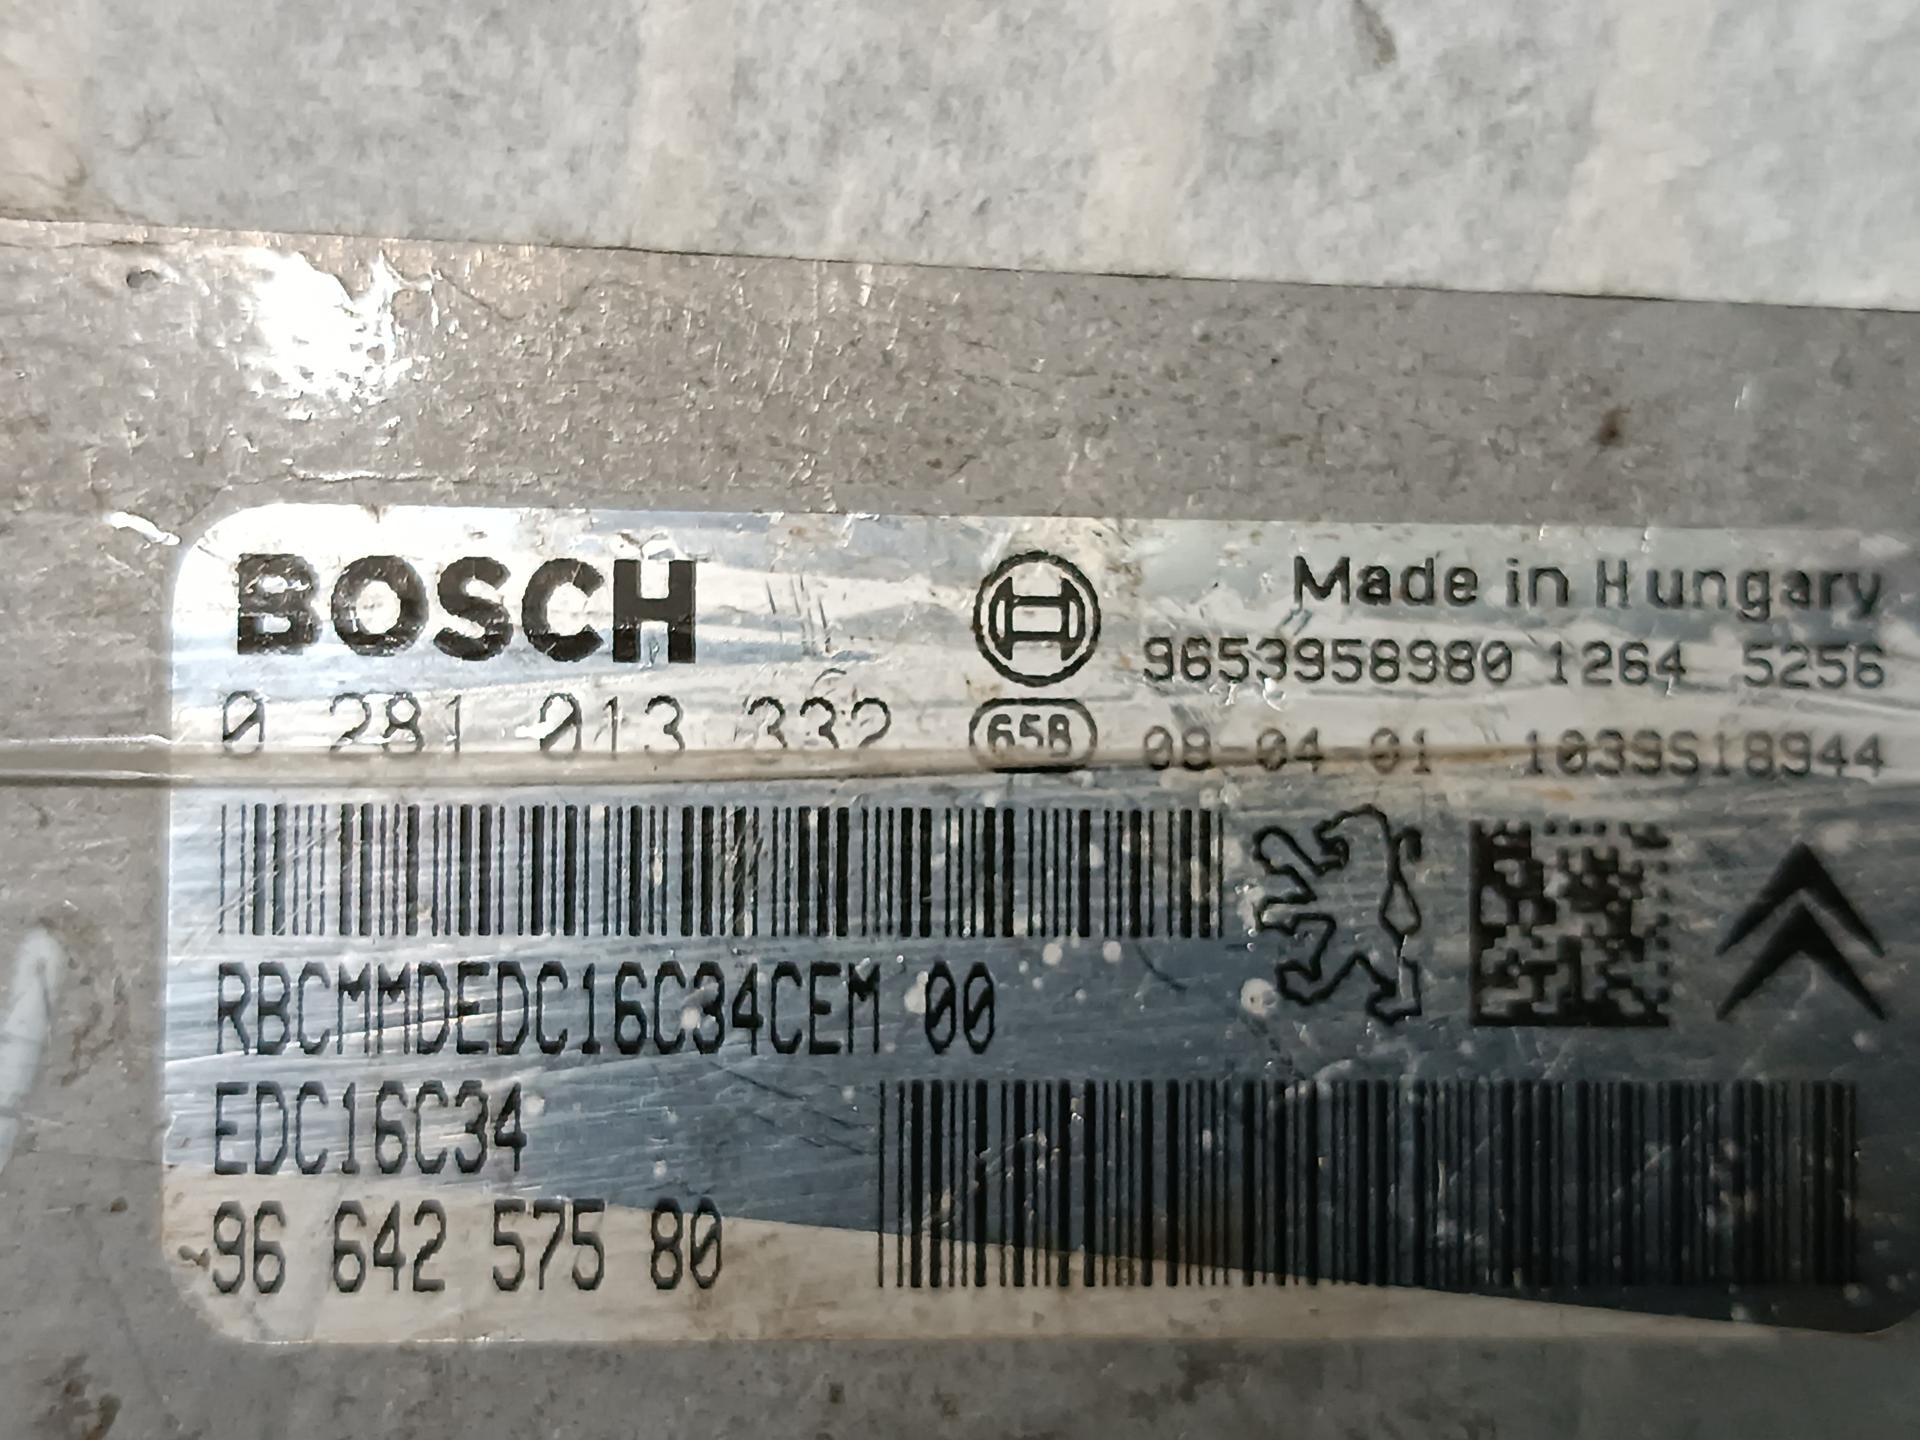 BOSCH
Made in Hungary
9653958980 1264 5256
0 281 013 332
658
08-04-01 1039S18944
RBCMMDEDC16C34CEM 00
EDC16C34
96 642 575 80